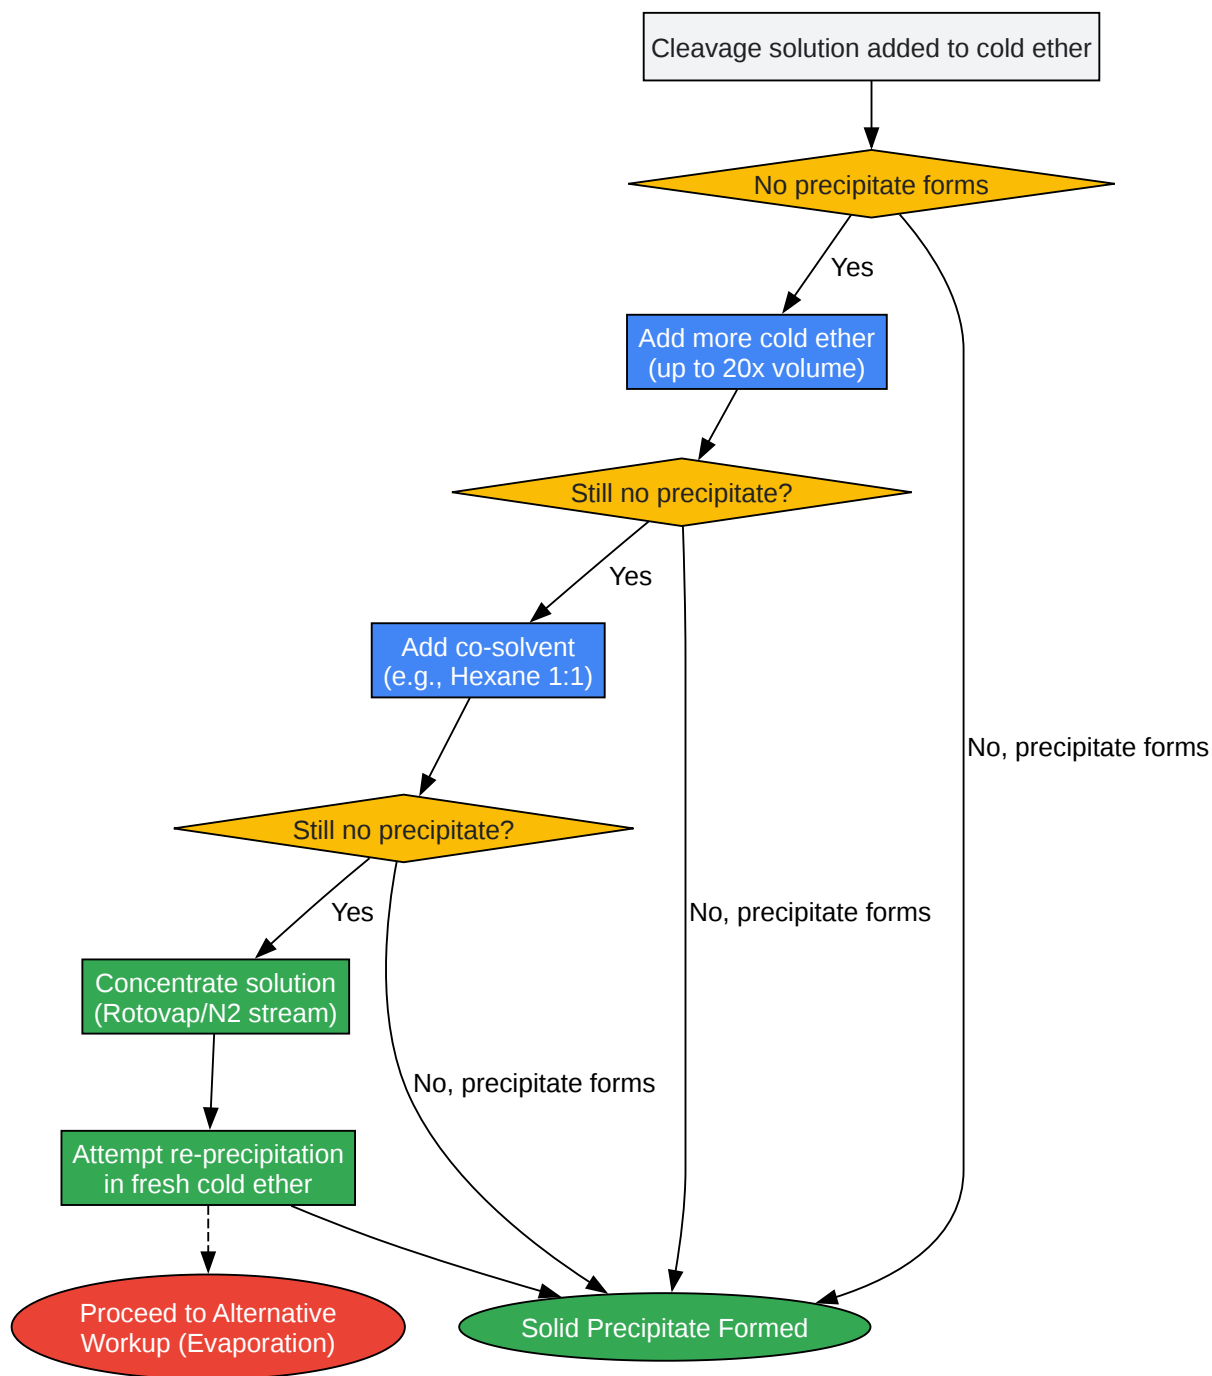 Cleavage solution added to cold ether
No precipitate forms
Yes
Add more cold ether
(up to 20x volume)
Still no precipitate?
Yes
Add co-solvent
(e.g., Hexane 1:1)
No, precipitate forms
Still no precipitate?
Yes
No, precipitate forms
Concentrate solution
(Rotovap/N2 stream)
No, precipitate forms
Attempt re-precipitation
in fresh cold ether
Proceed to Alternative
Workup (Evaporation)
Solid Precipitate Formed